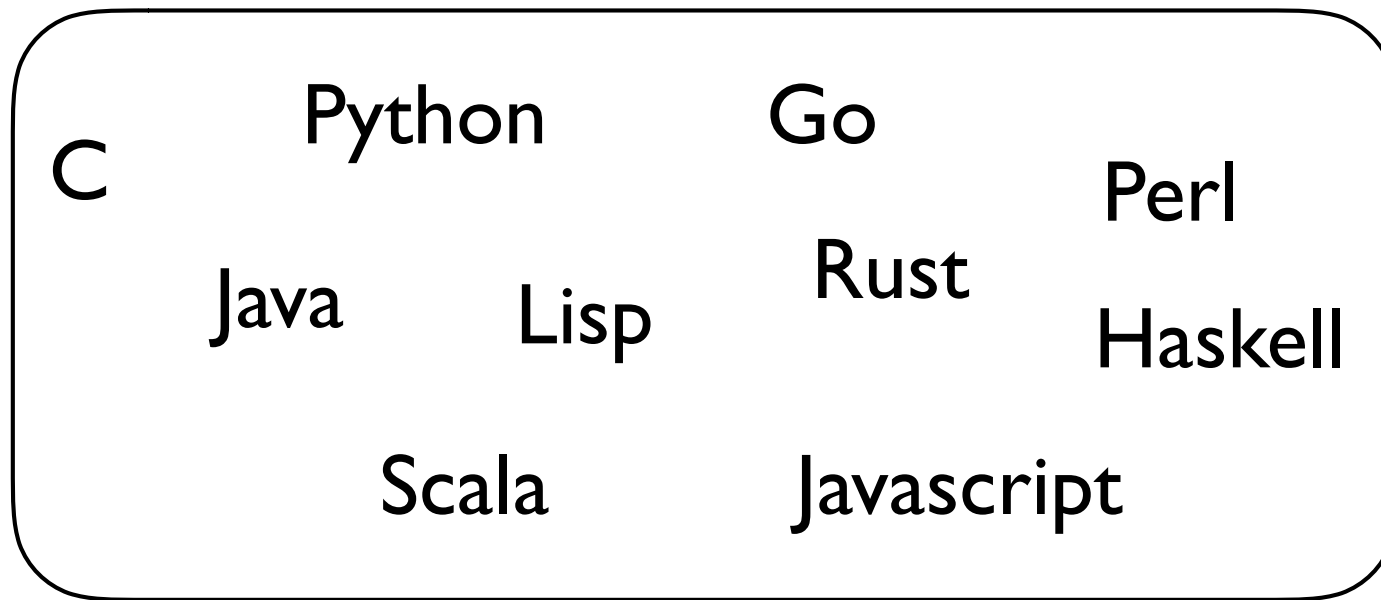 Python
Go
C
Perl
Rust
Java
Lisp
Haskell
Scala
Javascript